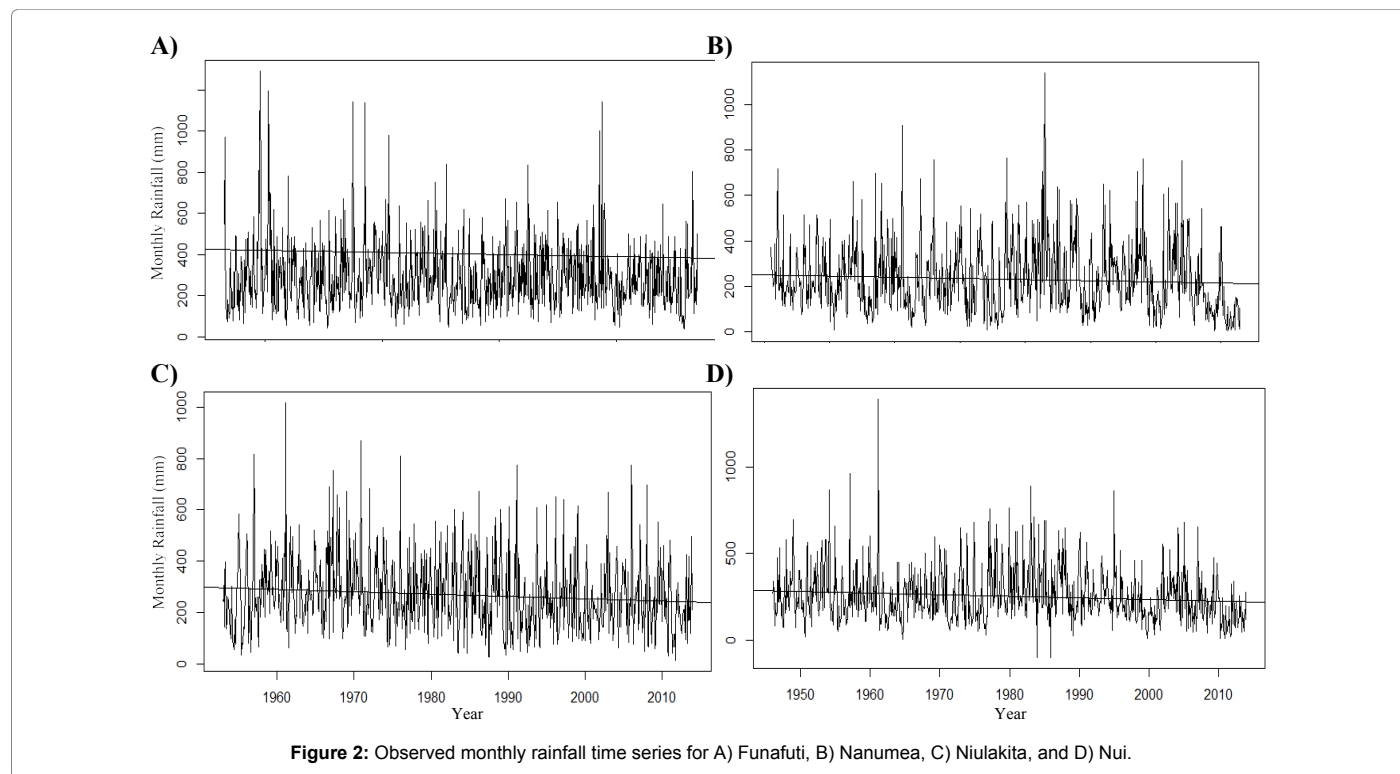 A)
B)
Monthly Rainfall (mm)
0 200 400 600 800 1000
0 200 400 600 800 1000
C)
D)
Monthly Rainfall (mm)
0 200 400 600 800 1000
0 500 1000
1960 1970 1980 1990 2000 2010
1950 1960 1970 1980 1990 2000 2010
Year
Year
Figure 2: Observed monthly rainfall time series for A) Funafuti, B) Nanumea, C) Niulakita, and D) Nui.